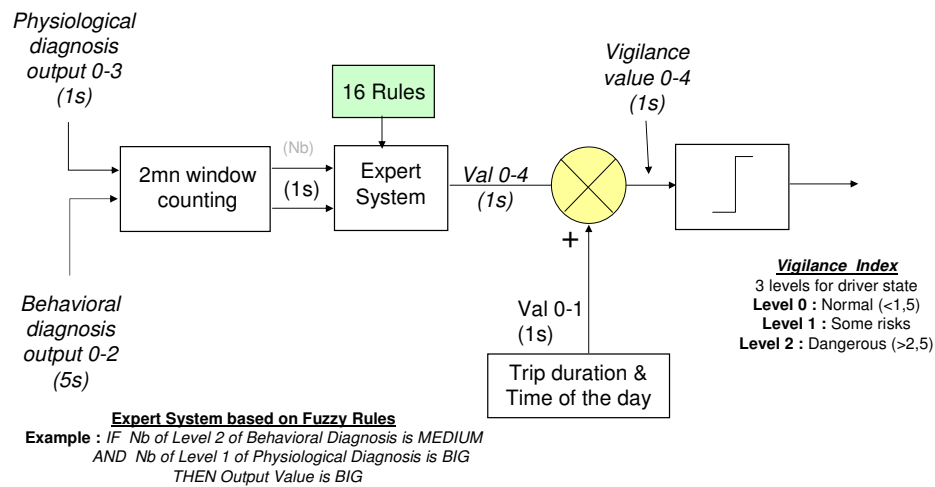 Physiological
diagnosis
output 0-3
(1s)
16 Rules
Vigilance
value 0-4
(1s)
2mn window
counting
(Nb)
(1s)
Expert
System
Val 0-4
(1s)
+
Val 0-1
(1s)
Trip duration &
Time of the day
Behavioral
diagnosis
output 0-2
(5s)
Vigilance Index
3 levels for driver state
Level 0 : Normal (<1,5)
Level 1 : Some risks
Level 2 : Dangerous (>2,5)
Expert System based on Fuzzy Rules
Example : IF Nb of Level 2 of Behavioral Diagnosis is MEDIUM
AND Nb of Level 1 of Physiological Diagnosis is BIG
THEN Output Value is BIG